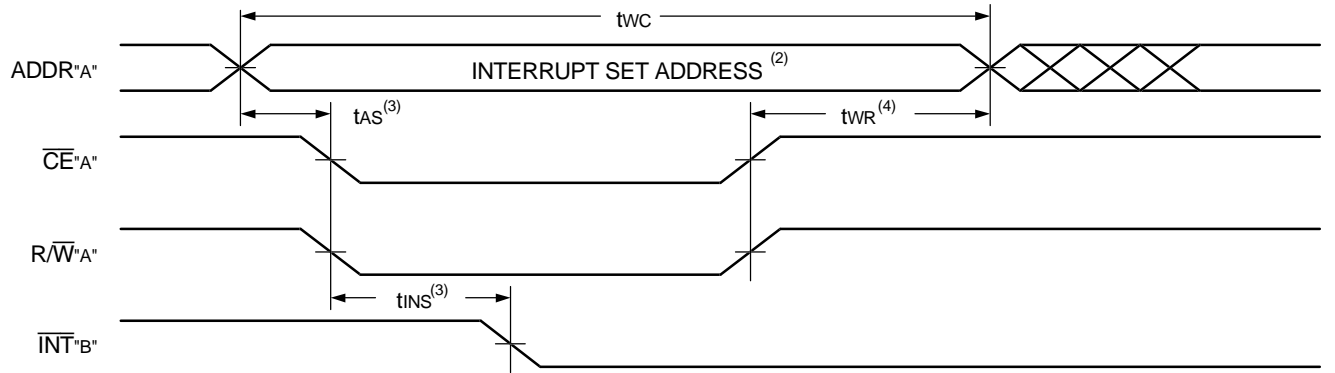 tWC
ADDR"A" INTERRUPT SET ADDRESS (2)
tAS(3) tWR(4)
CE"A"
R/W"A"
tINS(3)
INT"B"